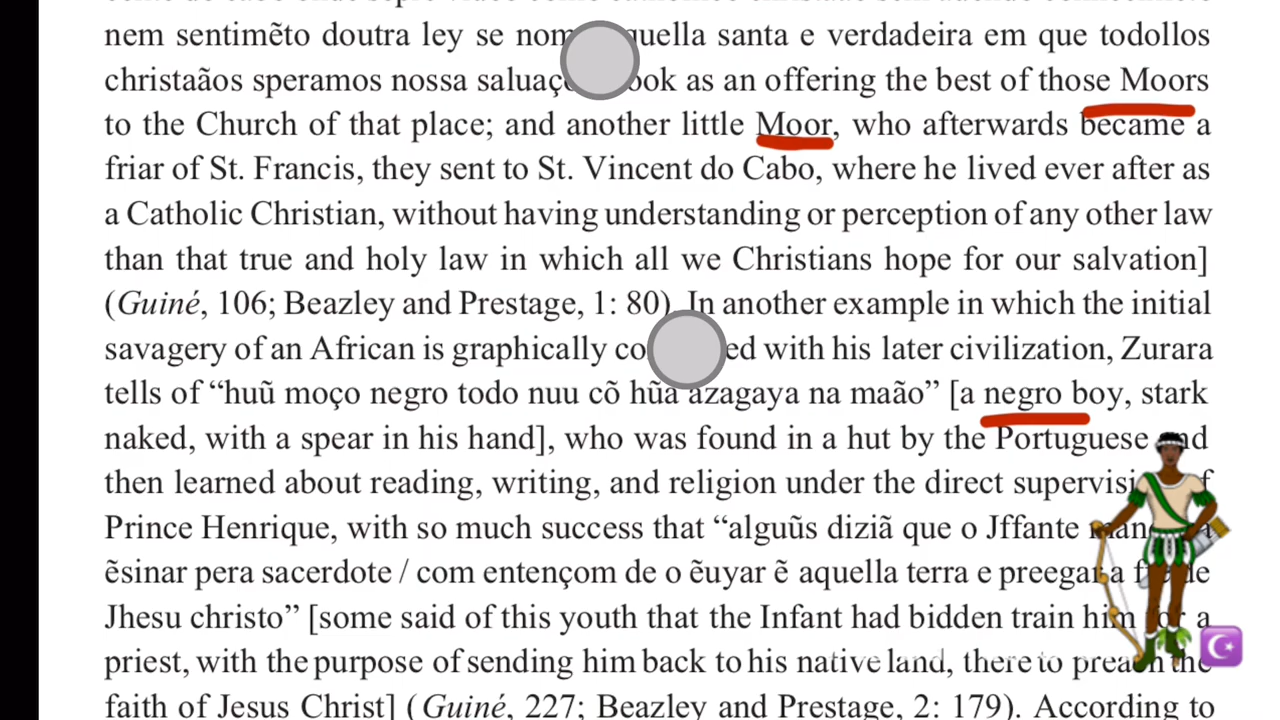 nem sentimẽto doutra ley se quella santa e verdadeira em que todollos
christaãos speramos nossa as an offering the best of those Moors
to the Church of that place; and another little Moor, who afterwards became a
friar of St. Francis, they sent to St. Vincent do Cabo, where he lived ever after as
a Catholic Christian, without having understanding or perception of any other law
than that true and holy law in which all we Christians hope for our salvation]
(Guiné, 106; Beazley and Prestage, 1: 80). In another example in which the initial
savagery of an African is graphically with his later civilization, Zurara
tells of “huũ moço negro todo nuu cõ hũa azagaya na maão” [a negro boy, stark
naked, with a spear in his hand], who was found in a hut by the Portuguese and
then learned about reading, writing, and religion under the direct supervision of
Prince Henrique, with so much success that “alguũs diziã que o Jffante
ẽsinar pera sacerdote / com entençom de o ẽuyar ẽ aquella terra e preegar a
Jhesu christo” [some said of this youth that the Infant had bidden train him for a
priest, with the purpose of sending him back to his native land, there to preach the
faith of Jesus Christ] (Guiné, 227; Beazley and Prestage, 2: 179). According to